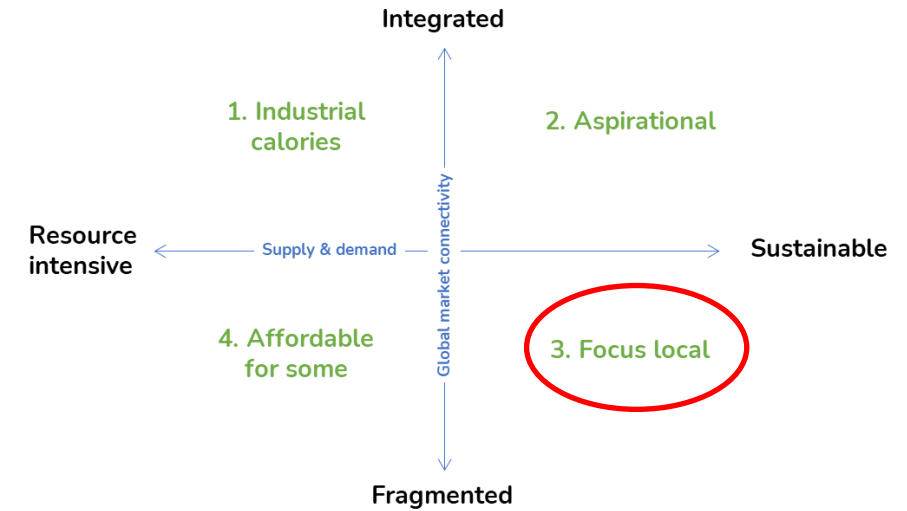 Integrated
1. Industrial
calories
2. Aspirational
Global market connectivity
Resource
intensive
Supply & demand
Sustainable
4. Affordable
for some
3. Focus local
Fragmented